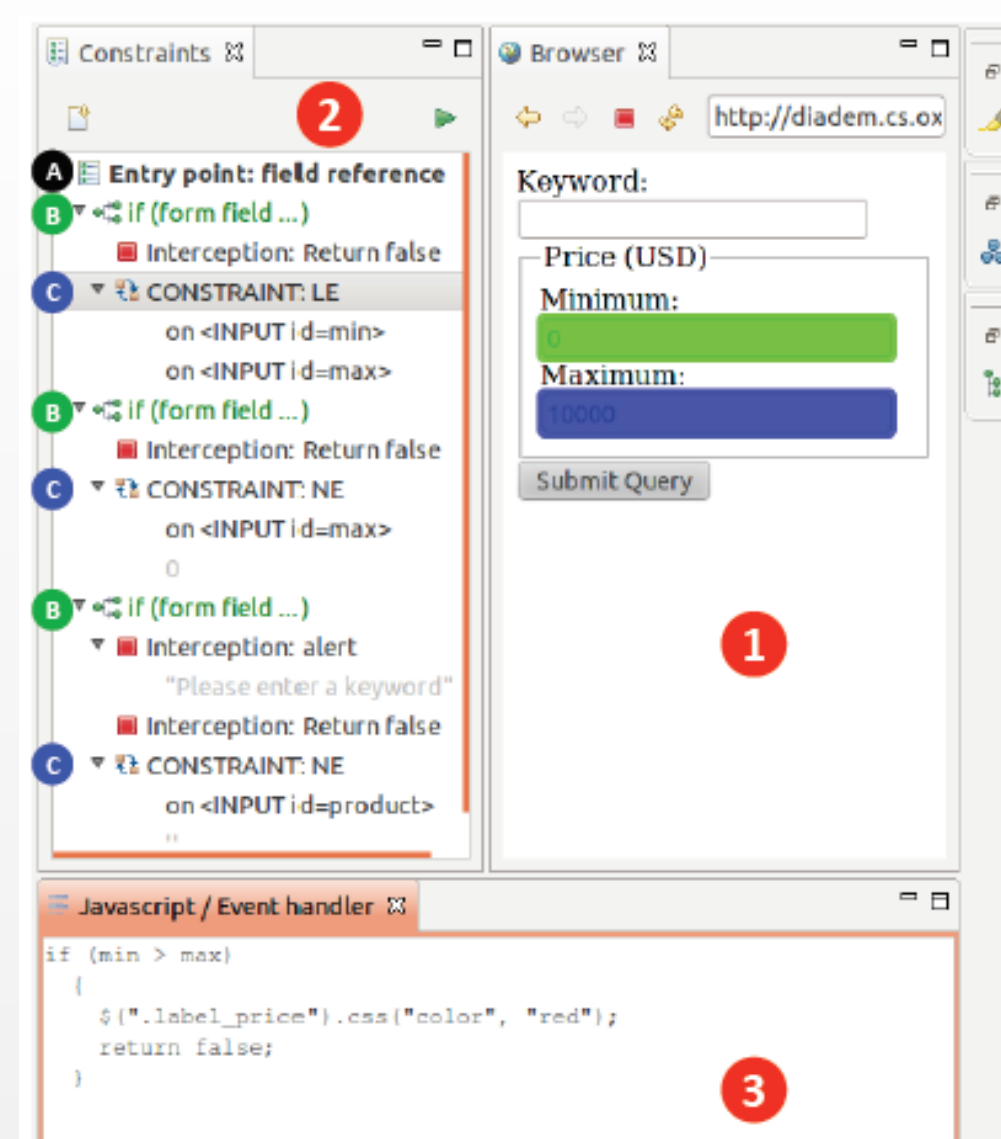 Constraints
2
A Entry point: field reference
B if (form field ...)
Interception: Return false
C CONSTRAINT: LE
on <INPUT id=min>
on <INPUT id=max>
B if (form field ...)
Interception: Return false
C CONSTRAINT: NE
on <INPUT id=max>
0
B if (form field ...)
Interception: alert
"Please enter a keyword"
Interception: Return false
C CONSTRAINT: NE
on <INPUT id=product>
''
Browser
http://diadem.cs.ox
Keyword:
Price (USD)
Minimum:
0
Maximum:
10000
Submit Query
1
Javascript / Event handler
if (min > max)
{
$(".label_price").css("color", "red");
return false;
}
3